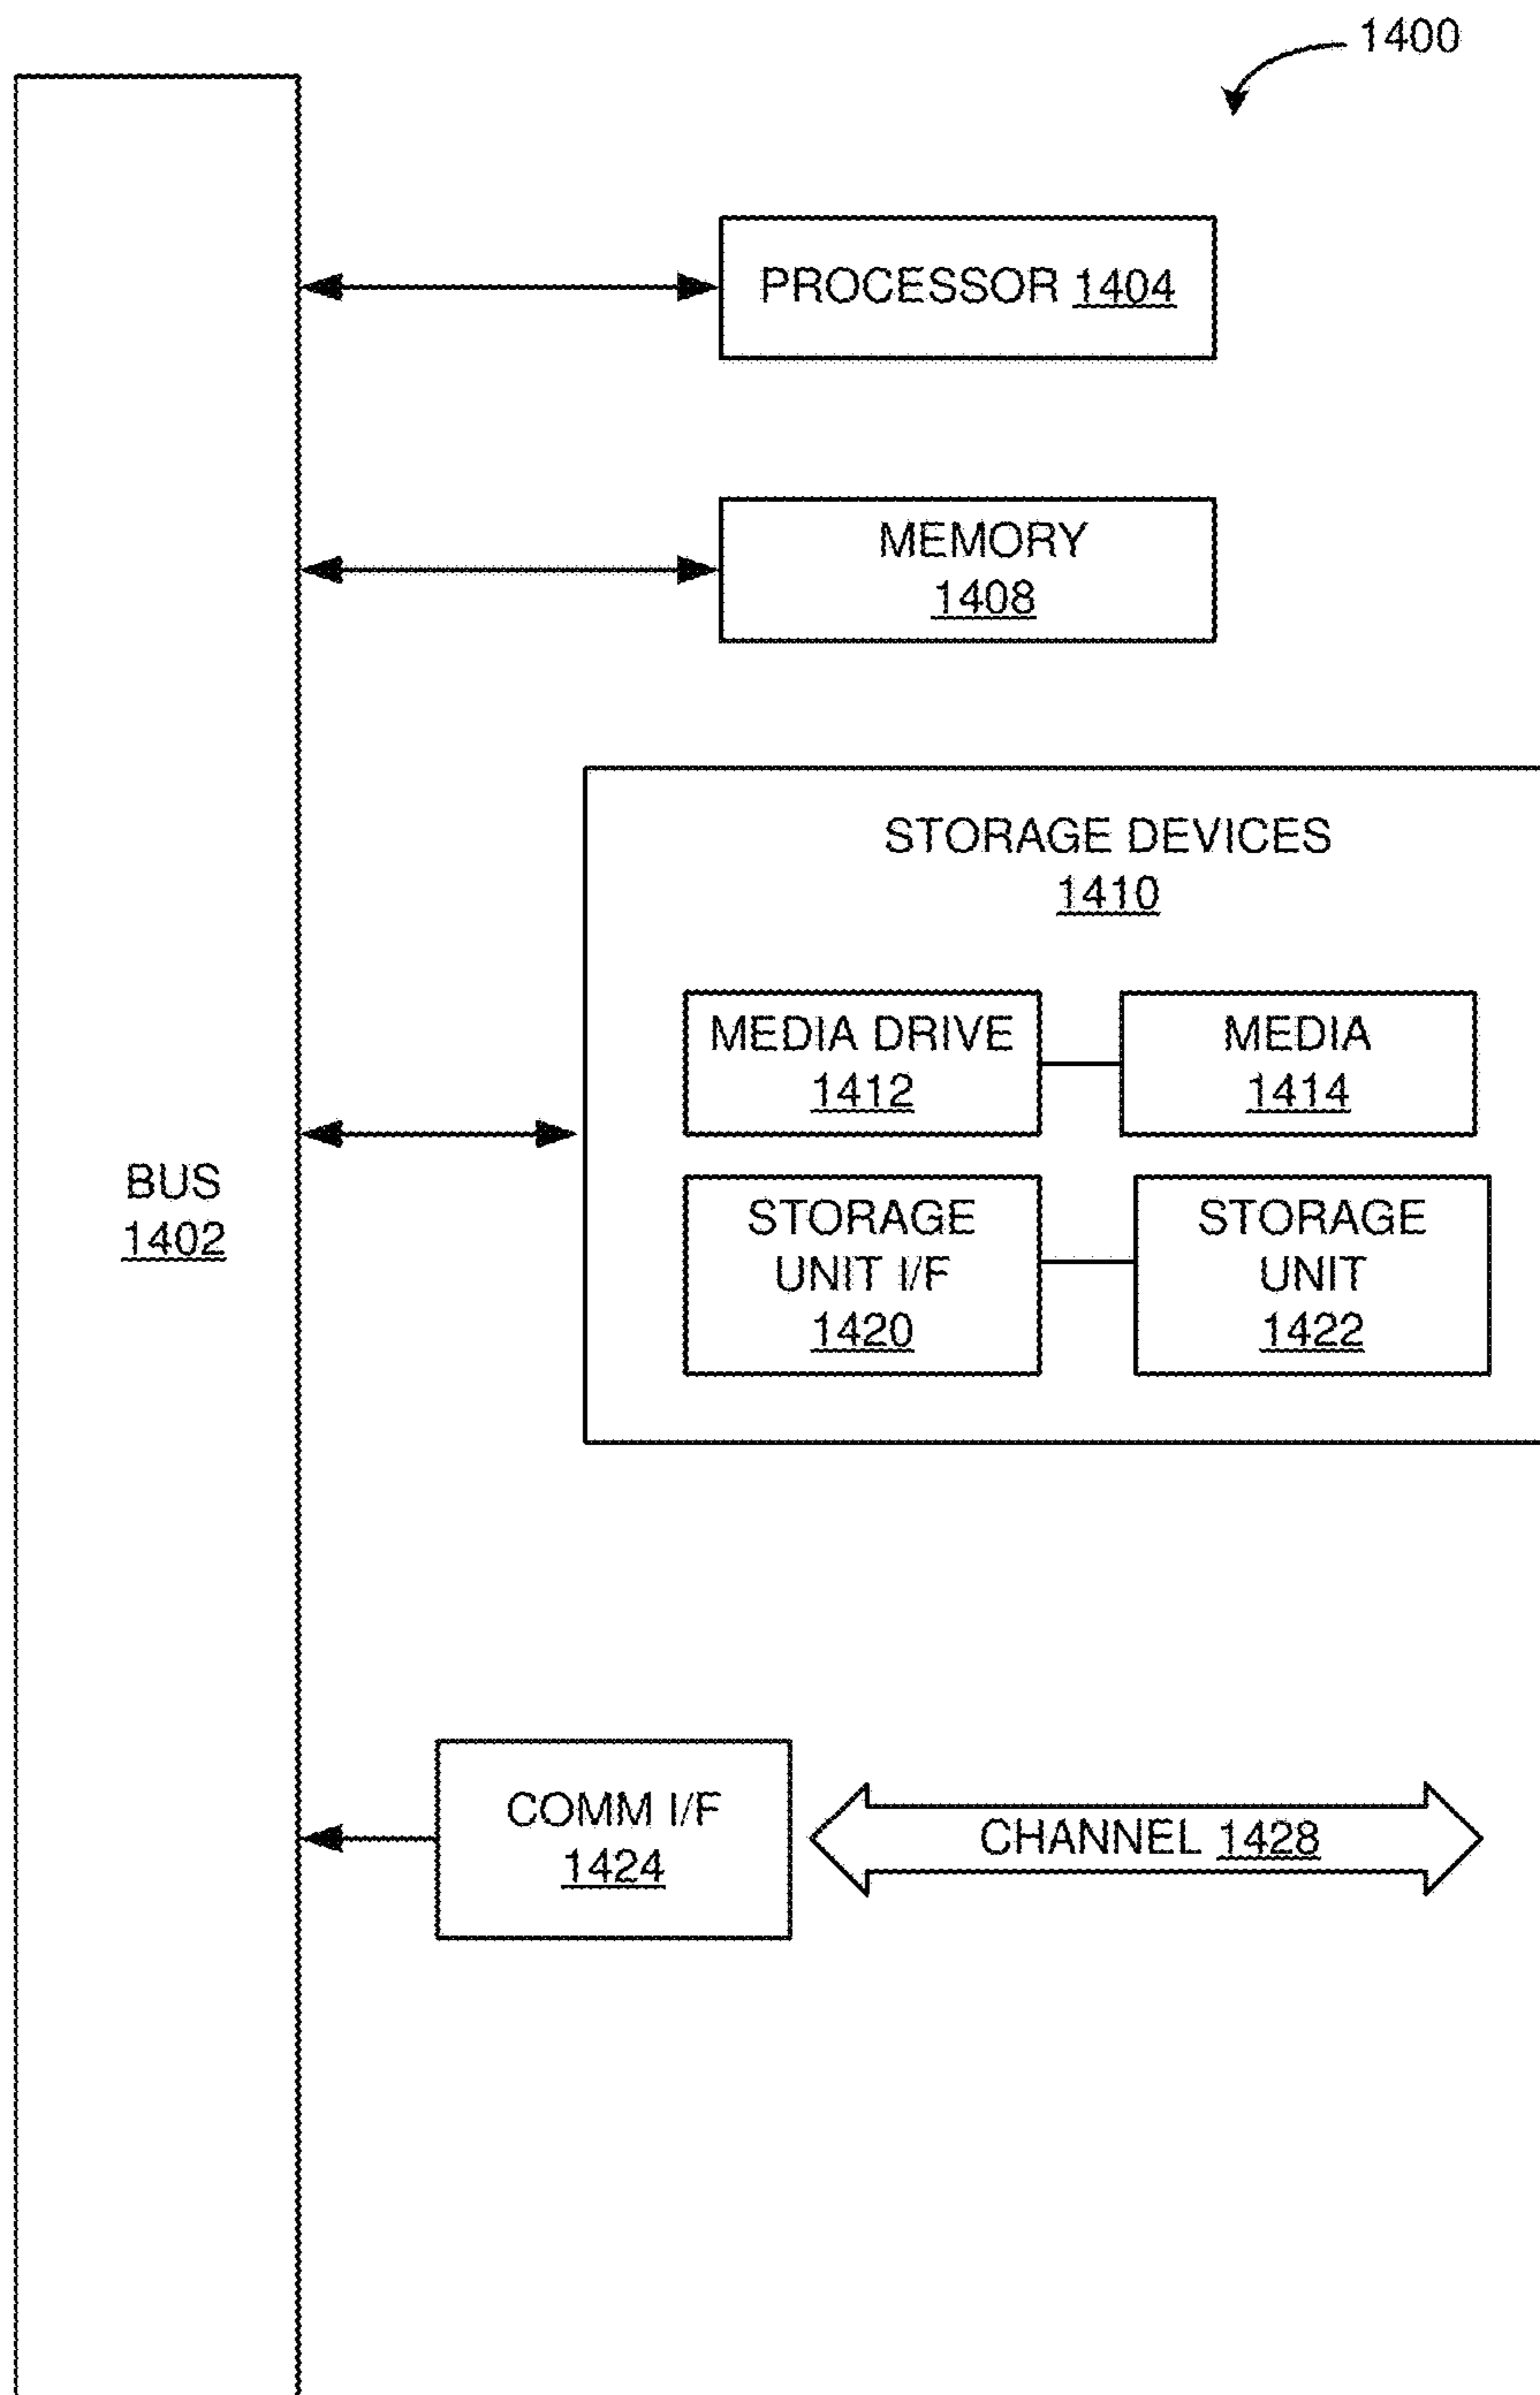 1400
PROCESSOR 1404
MEMORY
1408
STORAGE DEVICES
1410
MEDIA DRIVE
1412
MEDIA
1414
BUS
1402
STORAGE
UNIT I/F
1420
STORAGE
UNIT
1422
COMM I/F
1424
CHANNEL 1428